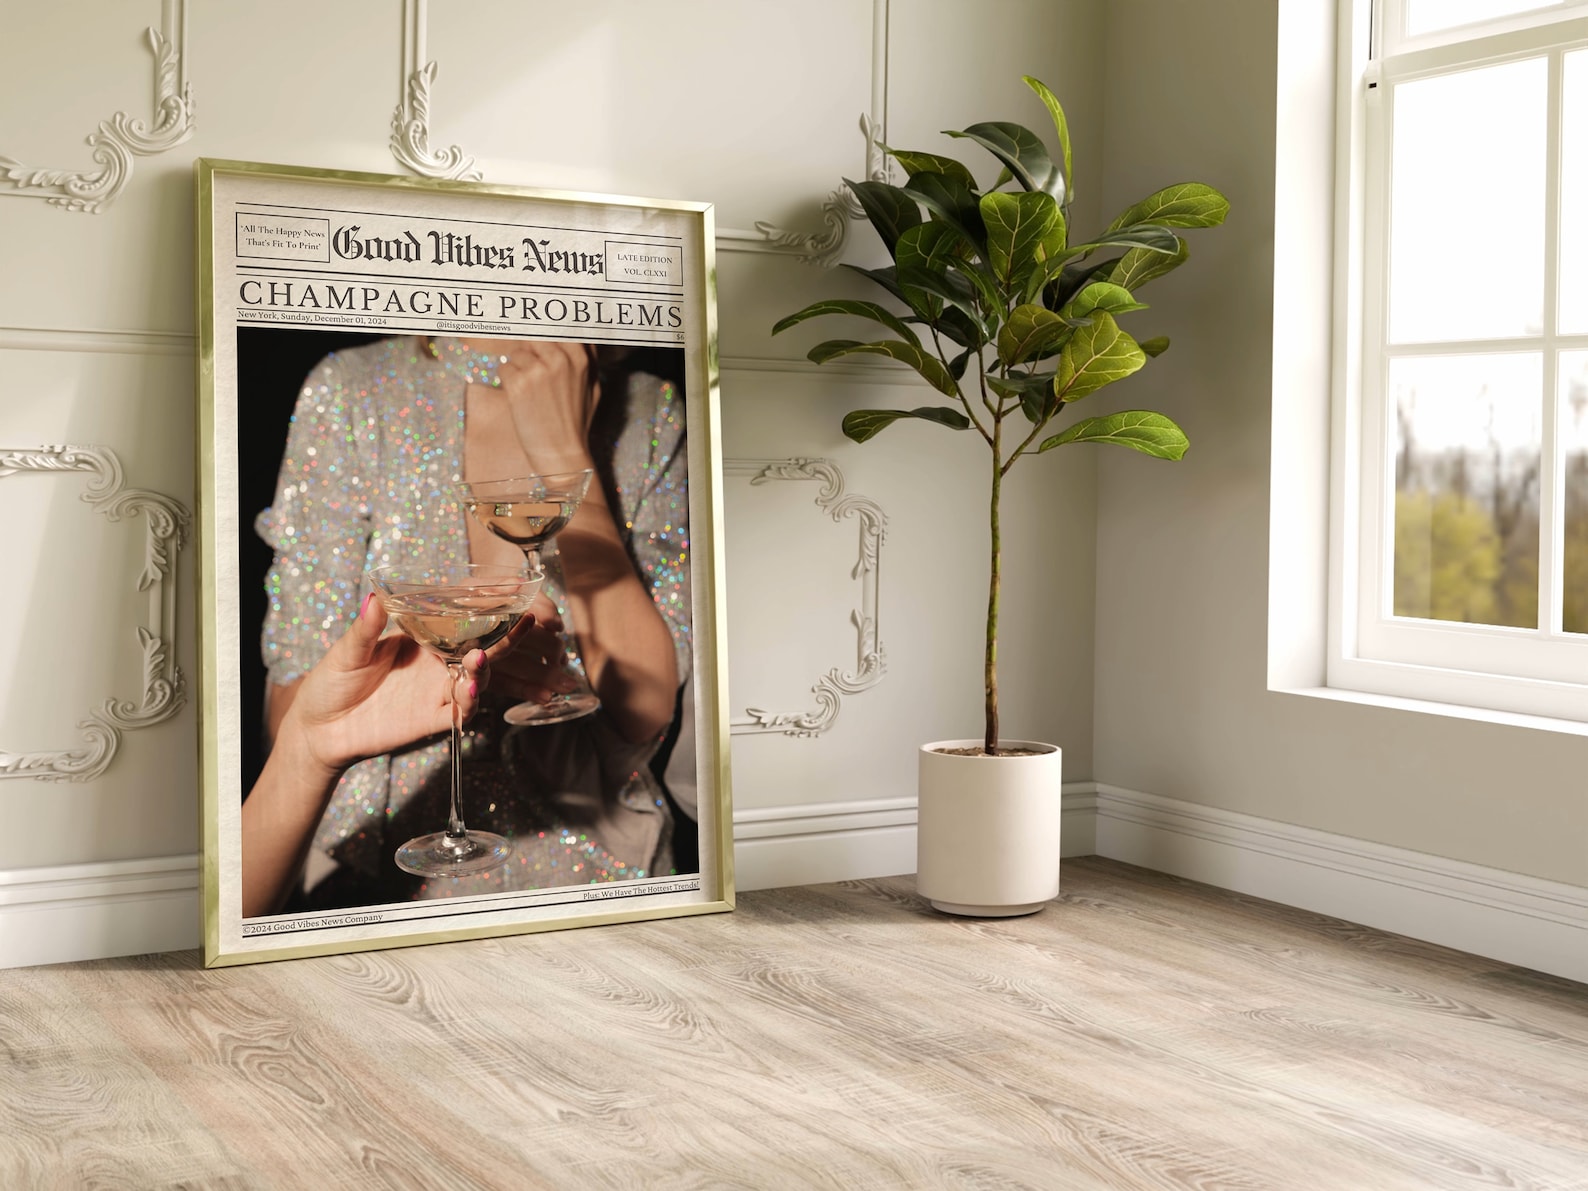 'All The Happy News
That's Fit To Print'
Good Vibes News
LATE EDITION
VOL. CLXXI
CHAMPAGNE PROBLEMS
New York, Sunday, December 01, 2024
@itisgoodvibesnews
$6
©2024 Good Vibes News Company
Plus: We Have The Hottest Trends!